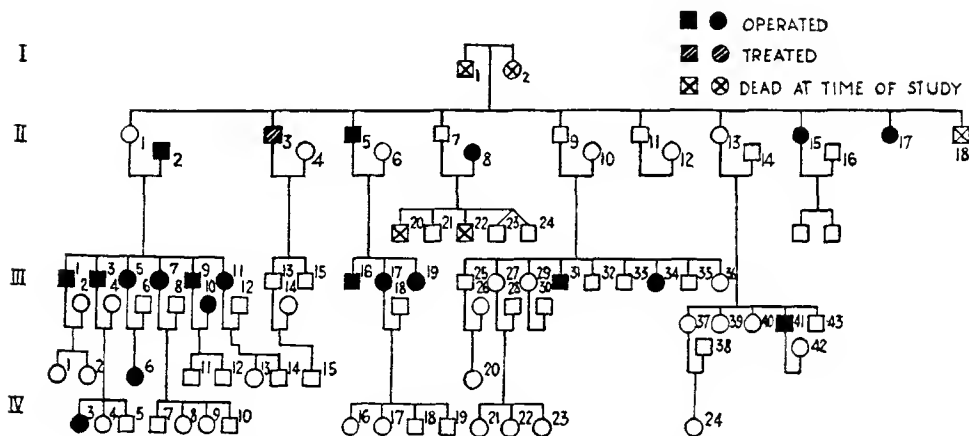 OPERATED
I
TREATED
1 2
DEAD AT TIME OF STUDY
II
1 2 3 4 5 6 7 8 9 10 11 12 13 14 15 16 17 18
20 21 22 23 24
III
1 2 3 4 5 6 7 8 9 10 11 12 13 14 15 16 17 18 19 25 26 27 28 29 30 31 32 33 34 35 36
37 38 39 40 41 42 43
1 2 6 11 12 13 14 15 20
IV
3 4 5 7 8 9 10 16 17 18 19 21 22 23 24